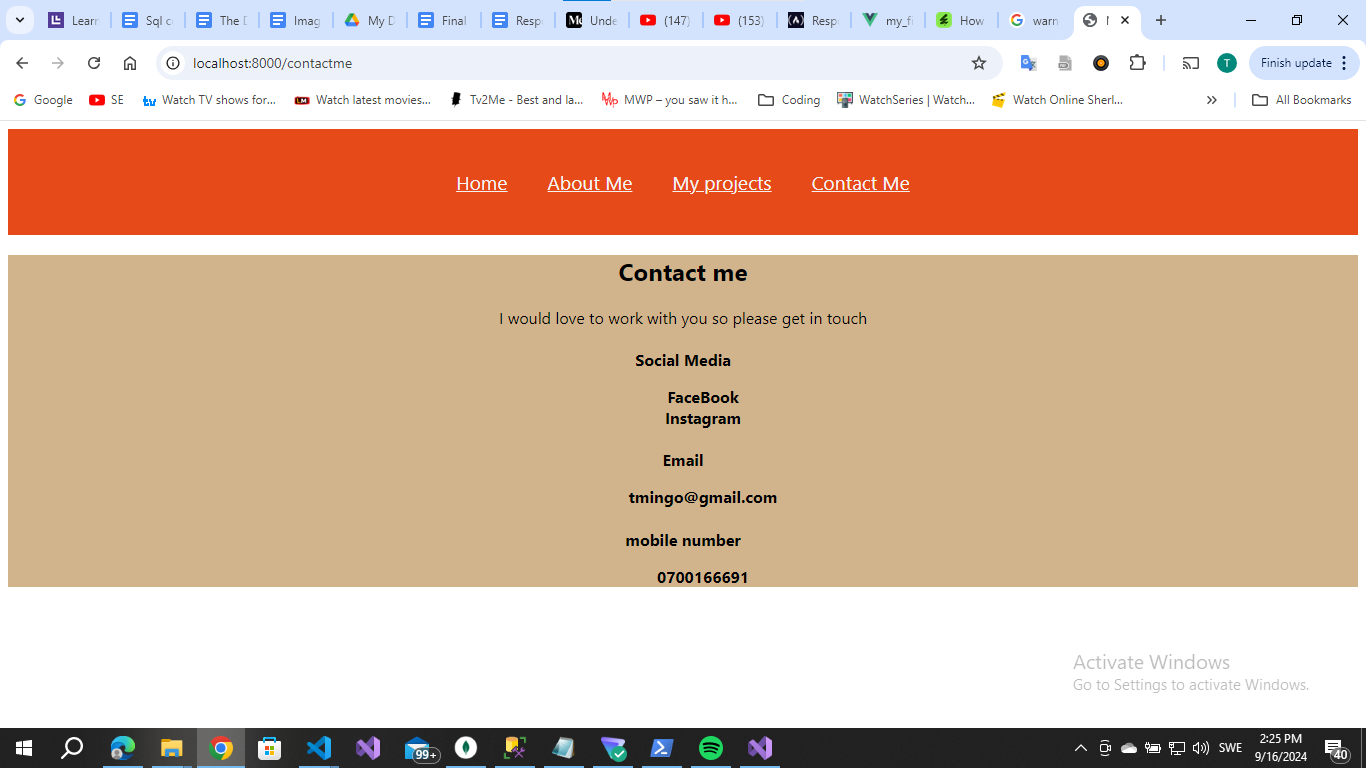 Learn
Sql c
The D
Imag
My D
Final
Respo
Unde
(147)
(153)
Resp
my_fi
How
warn
localhost:8000/contactme
T
Finish update
Google
SE
Watch TV shows for...
Watch latest movies...
Tv2Me - Best and la...
MWP – you saw it h...
Coding
WatchSeries | Watch...
Watch Online Sherl...
All Bookmarks
Home About Me My projects Contact Me
Contact me
I would love to work with you so please get in touch
Social Media
FaceBook
Instagram
Email
tmingo@gmail.com
mobile number
0700166691
Activate Windows
Go to Settings to activate Windows.
99+
SWE
2:25 PM
9/16/2024
40